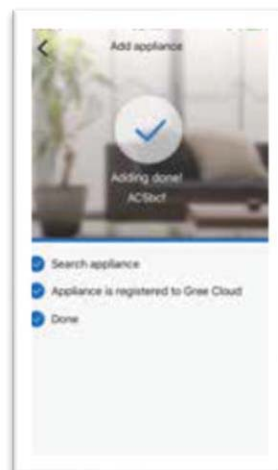 Add appliance
Adding done!
Search appliance
Appliance is registered to Gree Cloud
Done